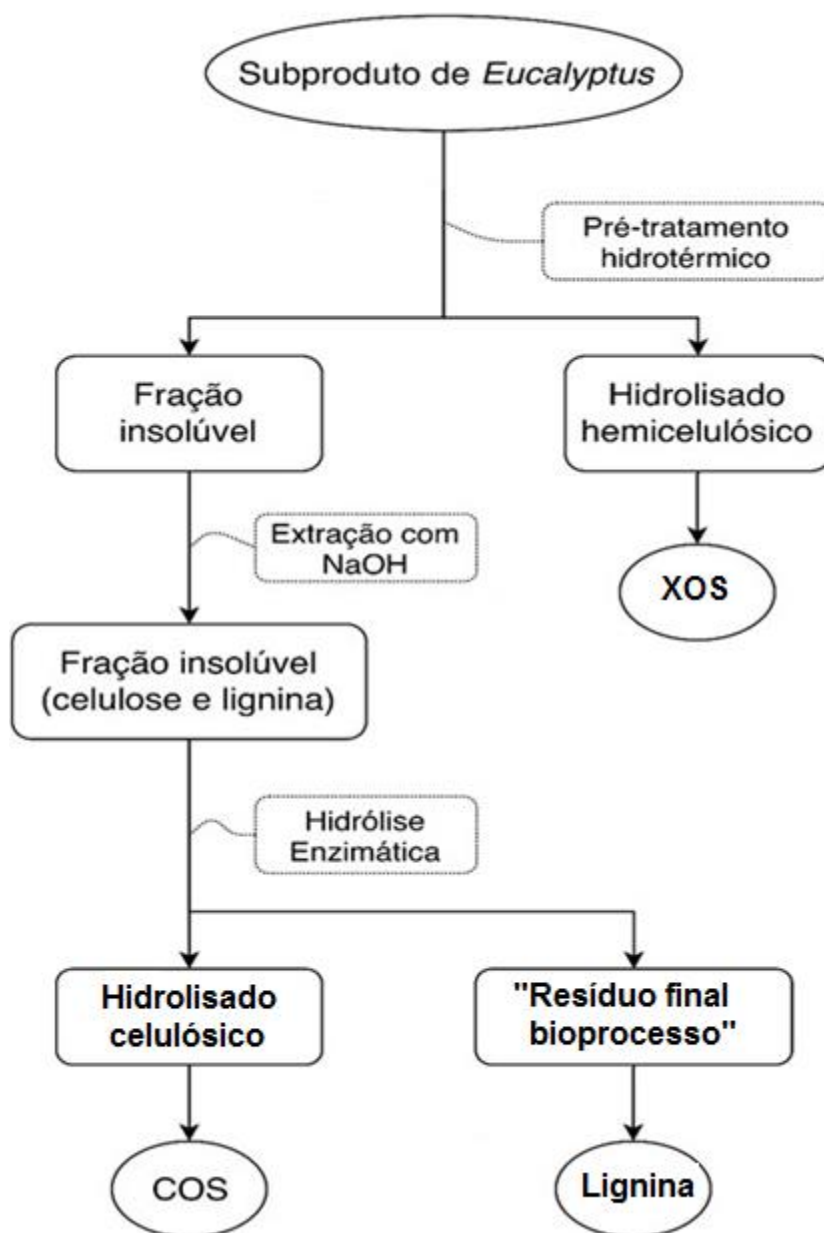 Subproduto de Eucalyptus
Pré-tratamento
hidrotérmico
Fração
insolúvel
Hidrolisado
hemicelulósico
Extração com
NaOH
XOS
Fração insolúvel
(celulose e lignina)
Hidrólise
Enzimática
Hidrolisado
celulósico
"Resíduo final
bioprocesso"
COS
Lignina